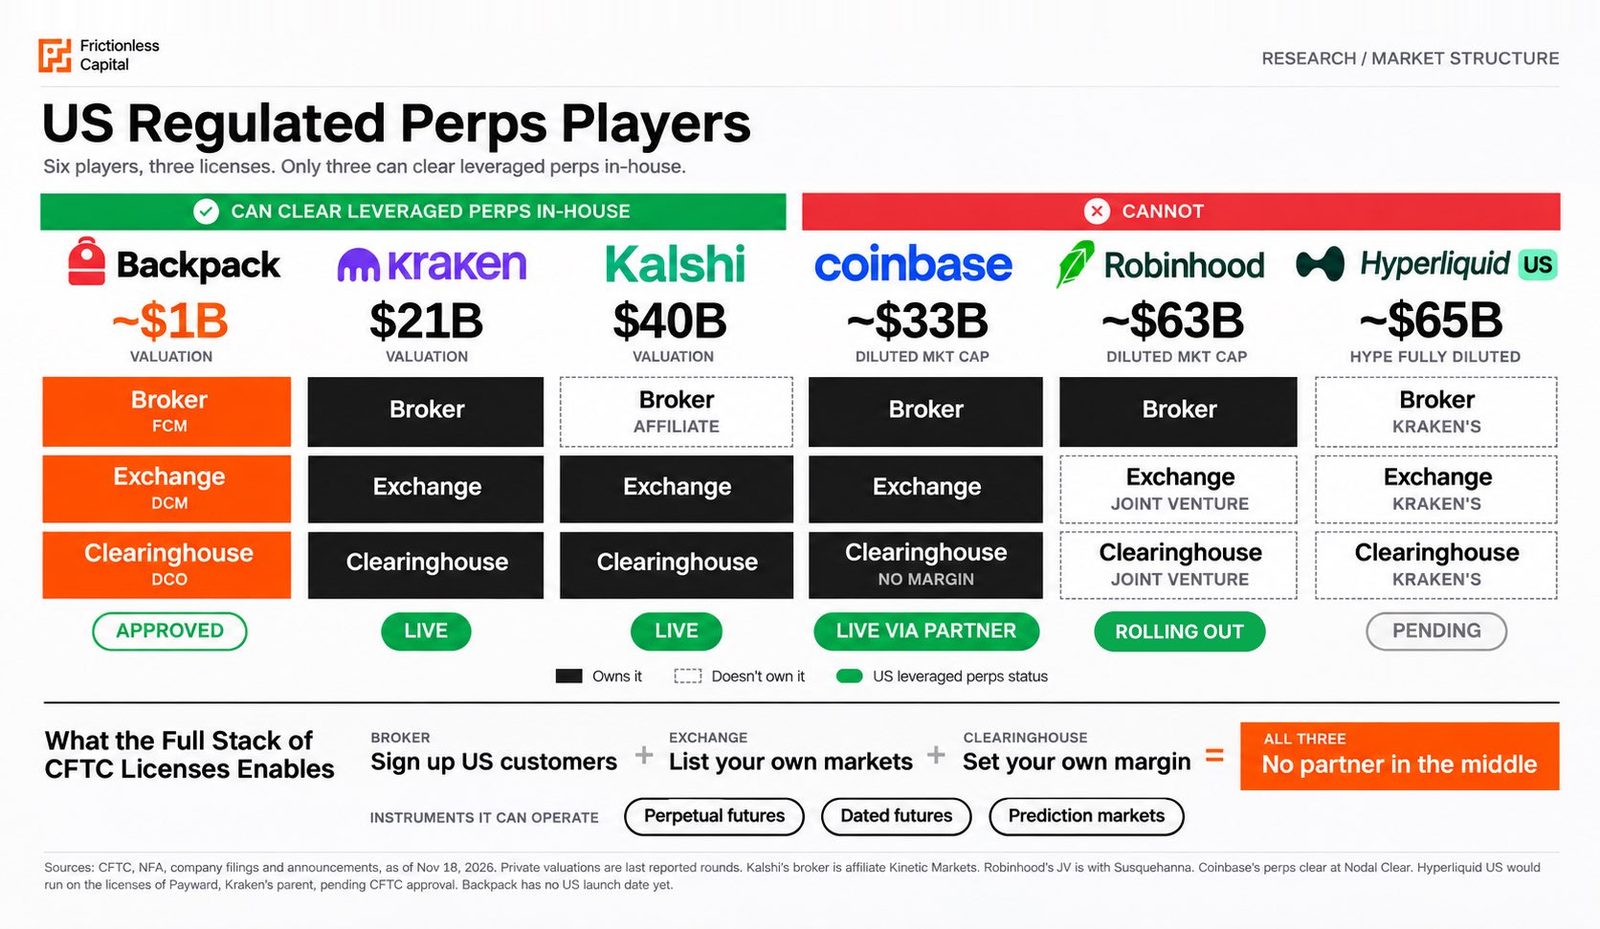 Frictionless
Capital
RESEARCH / MARKET STRUCTURE
US Regulated Perps Players
Six players, three licenses. Only three can clear leveraged perps in-house.
CAN CLEAR LEVERAGED PERPS IN-HOUSE
CANNOT
Backpack
~$1B
VALUATION
Broker
FCM
Exchange
DCM
Clearinghouse
DCO
APPROVED
kraken
$21B
VALUATION
Broker
Exchange
Clearinghouse
LIVE
Kalshi
$40B
VALUATION
Broker
AFFILIATE
Exchange
Clearinghouse
LIVE
coinbase
~$33B
DILUTED MKT CAP
Broker
Exchange
Clearinghouse
NO MARGIN
LIVE VIA PARTNER
Robinhood
~$63B
DILUTED MKT CAP
Broker
Exchange
JOINT VENTURE
Clearinghouse
JOINT VENTURE
ROLLING OUT
Hyperliquid US
~$65B
HYPE FULLY DILUTED
Broker
KRAKEN'S
Exchange
KRAKEN'S
Clearinghouse
KRAKEN'S
PENDING
Owns it
Doesn't own it
US leveraged perps status
What the Full Stack of
CFTC Licenses Enables
BROKER
Sign up US customers
+
EXCHANGE
List your own markets
+
CLEARINGHOUSE
Set your own margin
=
ALL THREE
No partner in the middle
INSTRUMENTS IT CAN OPERATE
Perpetual futures
Dated futures
Prediction markets
Sources: CFTC, NFA, company filings and announcements, as of Nov 18, 2026. Private valuations are last reported rounds. Kalshi's broker is affiliate Kinetic Markets. Robinhood's JV is with Susquehanna. Coinbase's perps clear at Nodal Clear. Hyperliquid US would
run on the licenses of Payward, Kraken's parent, pending CFTC approval. Backpack has no US launch date yet.